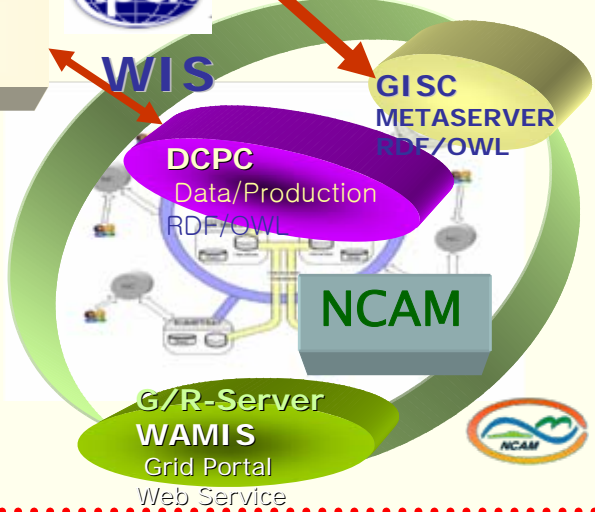 WIS
GISC
METASERVER
RDF/OWL
DCPC
Data/Production
RDF/OWL
NCAM
G/R-Server
WAMIS
Grid Portal
Web Service
NCAM